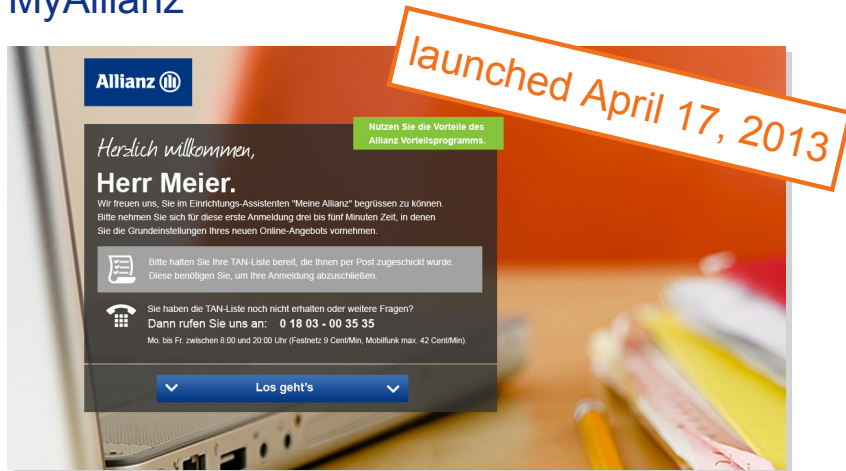 MyAllianz
launched April 17, 2013
Allianz
Nutzen Sie die Vorteile des
Allianz Vorteilsprogramms.
Herzlich willkommen,
Herr Meier.
Wir freuen uns, Sie im Einrichtungs-Assistenten "Meine Allianz" begrüssen zu können.
Bitte nehmen Sie sich für diese erste Anmeldung drei bis fünf Minuten Zeit, in denen
Sie die Grundeinstellungen Ihres neuen Online-Angebots vornehmen.
Bitte halten Sie Ihre TAN-Liste bereit, die Ihnen per Post zugeschickt wurde.
Diese benötigen Sie, um Ihre Anmeldung abzuschließen.
Sie haben die TAN-Liste noch nicht erhalten oder weitere Fragen?
Dann rufen Sie uns an: 0 18 03 - 00 35 35
Mo. bis Fr. zwischen 8:00 und 20:00 Uhr (Festnetz 9 Cent/Min, Mobilfunk max. 42 Cent/Min).
Los geht's